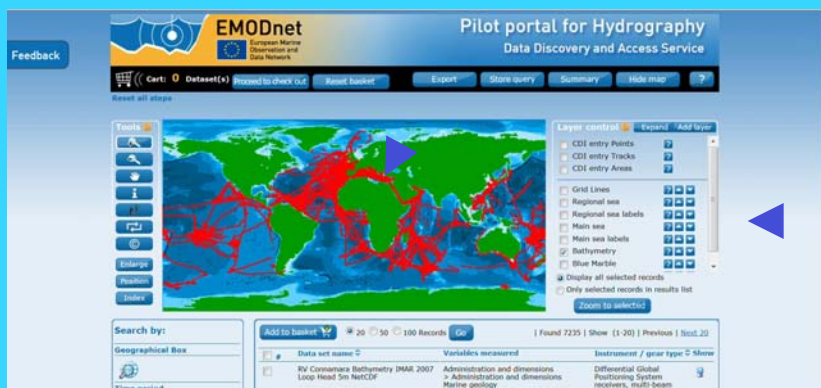 EMODnet
European Marine
Observation and
Data Network
Pilot portal for Hydrography
Data Discovery and Access Service
Feedback
Cart: 0 Dataset(s) Proceed to check out Reset basket Export Store query Summary Hide map ?
Reset all steps
Tools
i
©
Enlarge
Position
Index
Layer control Expand Add layer
CDI entry Points ?
CDI entry Tracks ?
CDI entry Areas ?
Grid Lines ?
Regional sea ?
Regional sea labels ?
Main sea ?
Main sea labels ?
Bathymetry ?
Blue Marble ?
Display all selected records
Only selected records in results list
Zoom to selected
Search by:
Geographical Box
Time period
Add to basket 20 50 100 Records Go | Found 7235 | Show (1-20) | Previous | Next 20
# Data set name Variables measured Instrument / gear type Show
RV Connamara Bathymetry IMAR 2007 Administration and dimensions Differential Global
Loop Head 5m NetCDF > Administration and dimensions Positioning System
Marine geology receivers, multi-beam